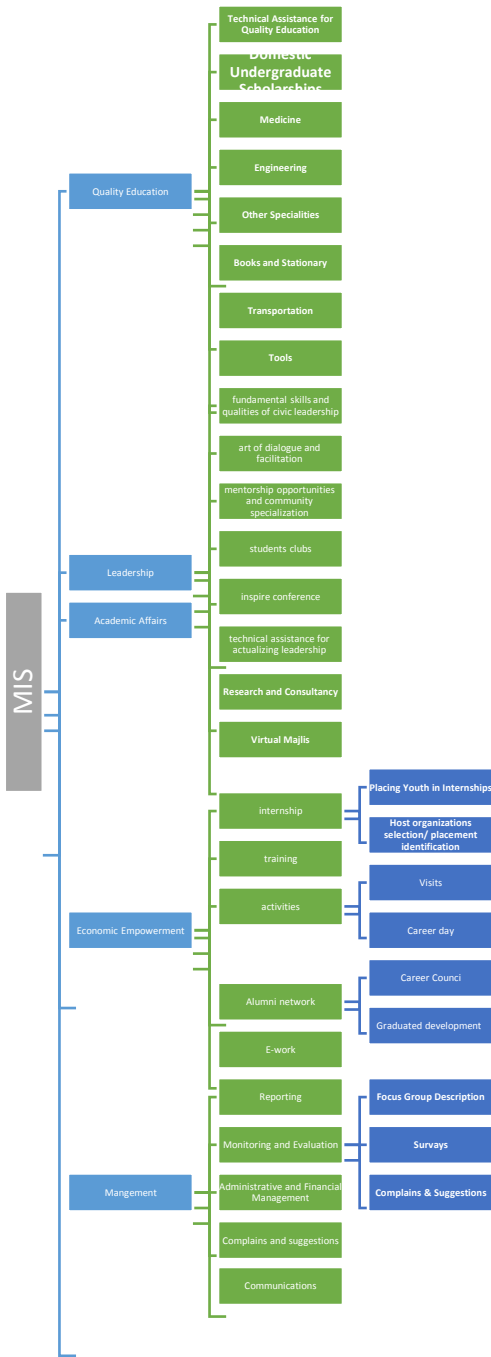 MIS
Quality Education
Technical Assistance for
Quality Education
Domestic
Undergraduate
Scholarships
Medicine
Engineering
Other Specialities
Books and Stationary
Transportation
Tools
Leadership
fundamental skills and
qualities of civic leadership
art of dialogue and
facilitation
mentorship opportunities
and community
specialization
students clubs
inspire conference
technical assistance for
actualizing leadership
Academic Affairs
Research and Consultancy
Virtual Majlis
Economic Empowerment
internship
Placing Youth in Internships
Host organizations
selection/ placement
identification
training
activities
Visits
Career day
Alumni network
Career Counci
Graduated development
E-work
Mangement
Reporting
Monitoring and Evaluation
Focus Group Description
Survays
Complains & Suggestions
Administrative and Financial
Management
Complains and suggestions
Communications